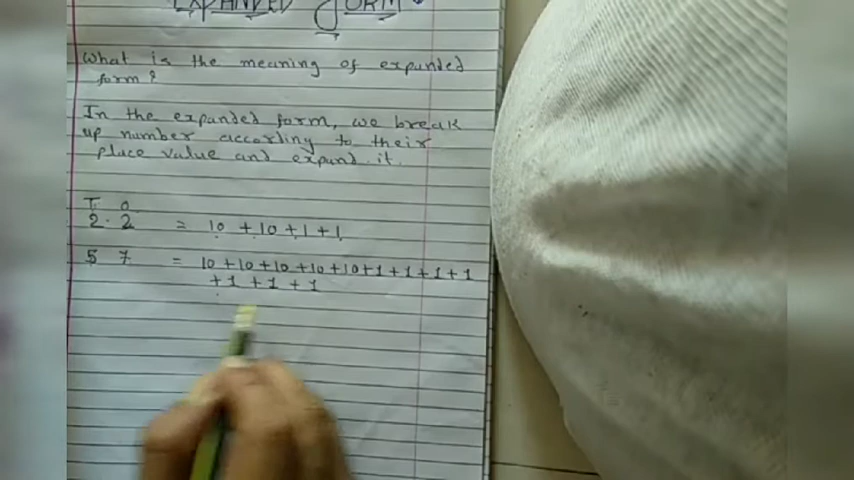 EXPANDED FORM
What is the meaning of expanded
form?
In the expanded form, we break
up number according to their
place value and expand it.
T O
2 2 = 10 + 10 + 1 + 1
5 7 = 10 + 10 + 10 + 10 + 10 + 1 + 1 + 1 + 1
+ 1 + 1 + 1